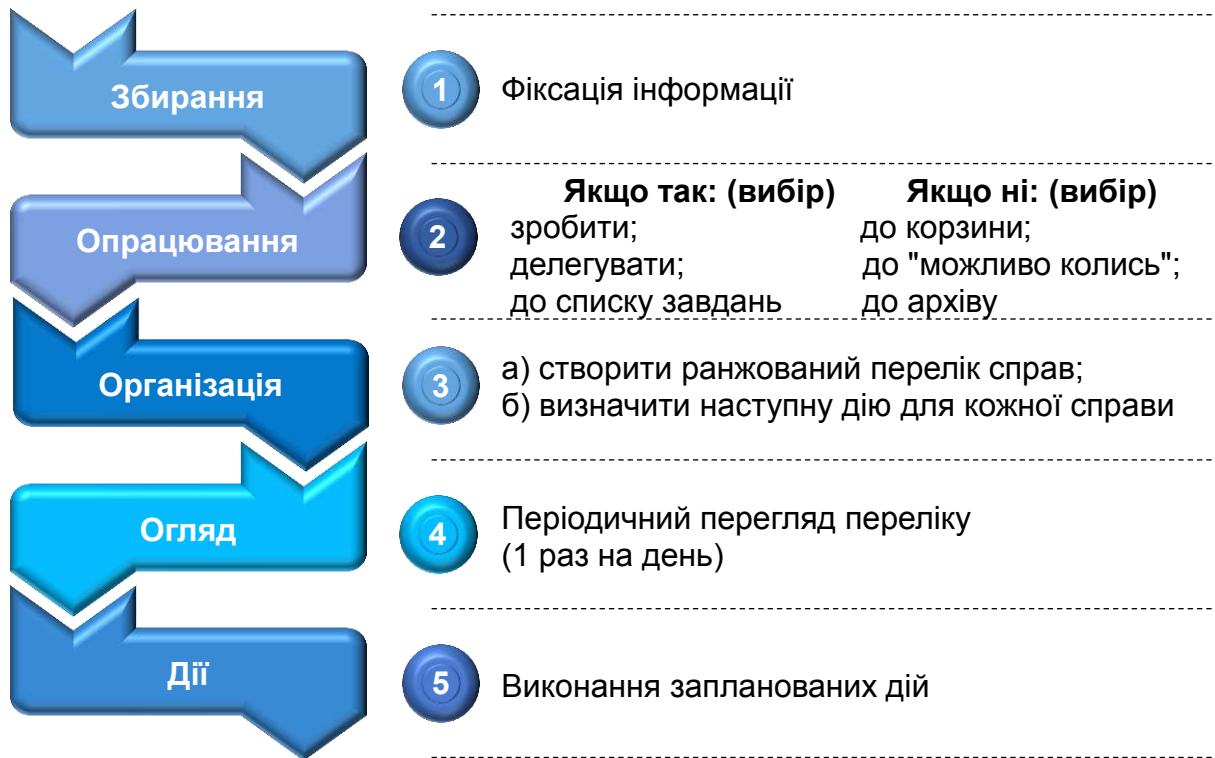 Збирання
1
Фіксація інформації
Опрацювання
2
Якщо так: (вибір) Якщо ні: (вибір)
зробити; до корзини;
делегувати; до "можливо колись";
до списку завдань до архіву
Організація
3
а) створити ранжований перелік справ;
б) визначити наступну дію для кожної справи
Огляд
4
Періодичний перегляд переліку
(1 раз на день)
Дії
5
Виконання запланованих дій